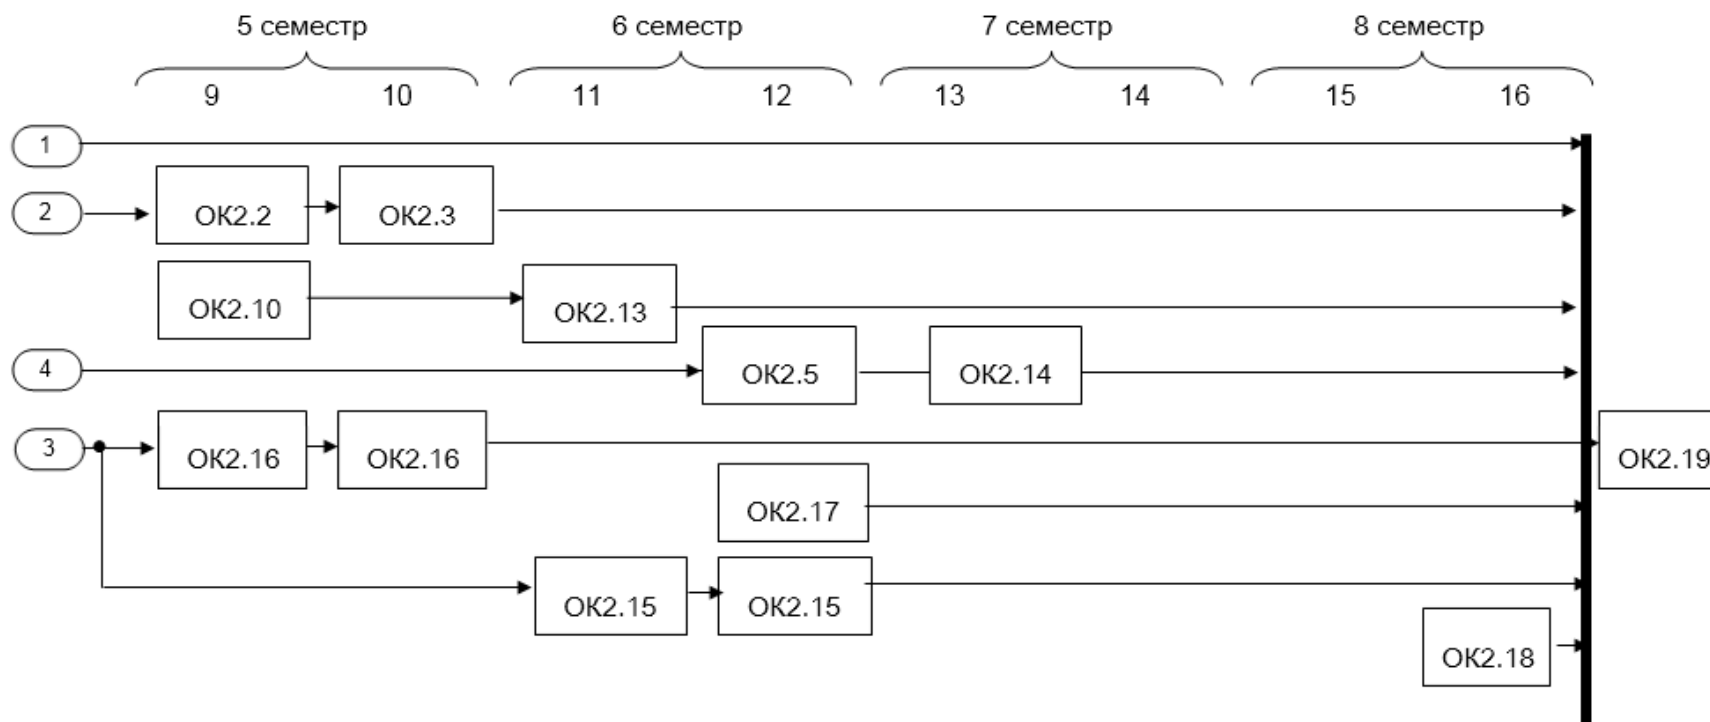 5 семестр 6 семестр 7 семестр 8 семестр
9 10 11 12 13 14 15 16
1
2 ОК2.2 ОК2.3
ОК2.10 ОК2.13
4 ОК2.5 ОК2.14
3 ОК2.16 ОК2.16 ОК2.19
ОК2.17
ОК2.15 ОК2.15
ОК2.18